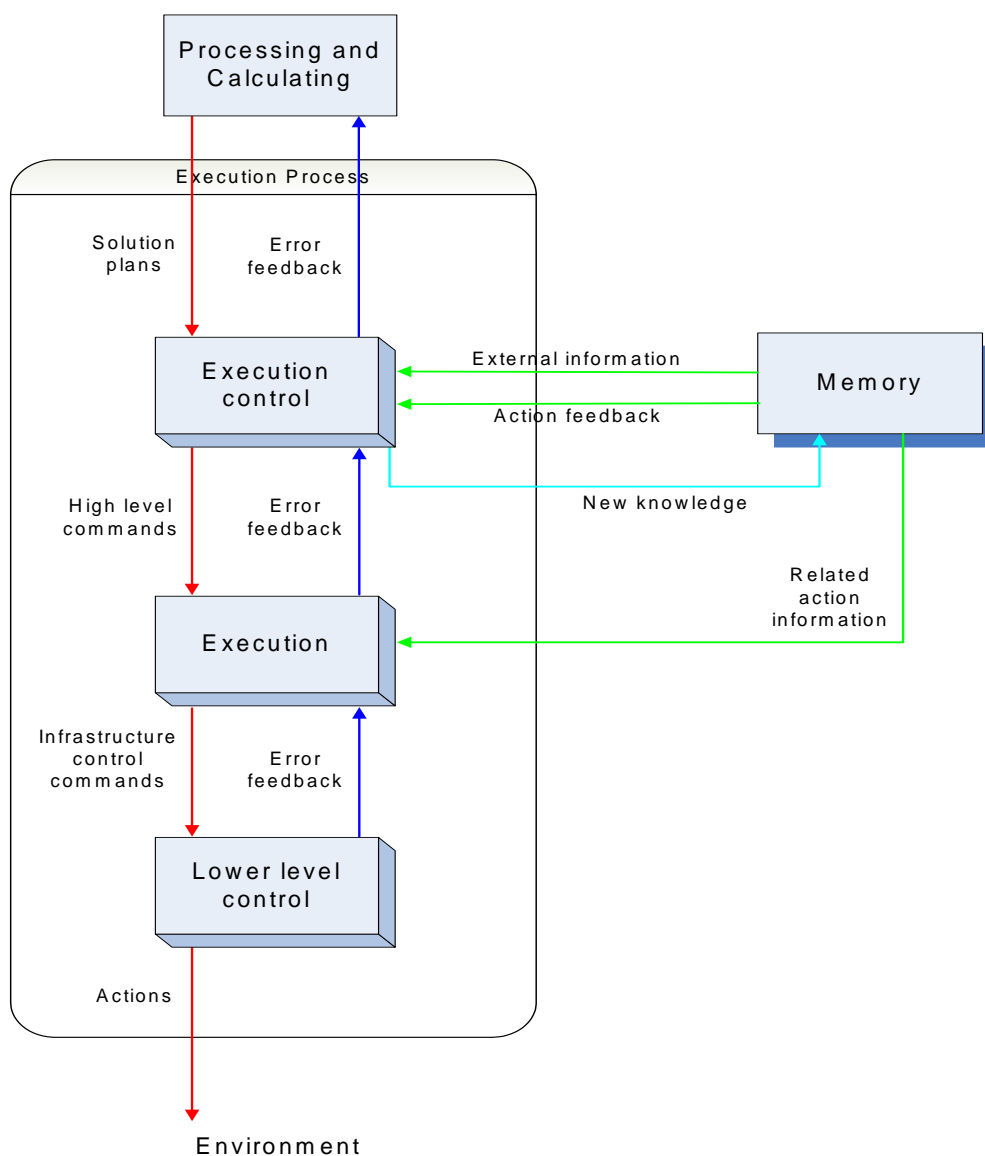 Processing and
Calculating
Execution Process
Solution
plans
Error
feedback
Execution
control
External information
Action feedback
Memory
New knowledge
High level
commands
Error
feedback
Related
action
information
Execution
Infrastructure
control
commands
Error
feedback
Lower level
control
Actions
Environment